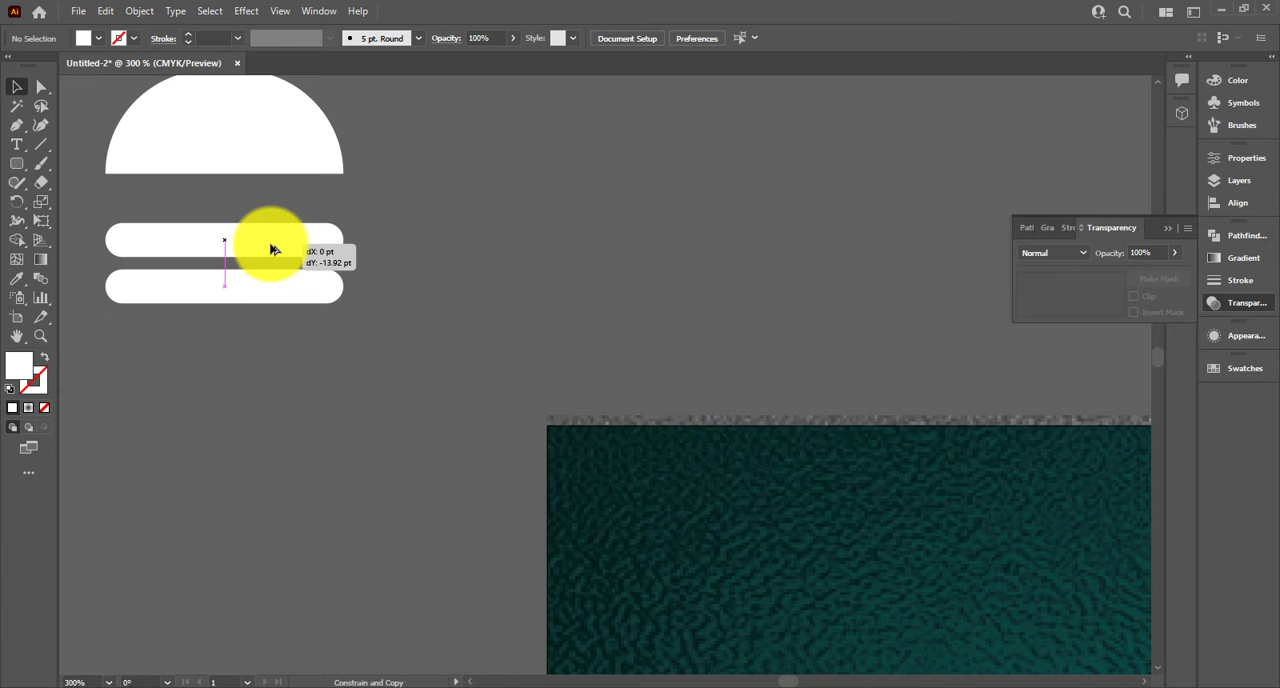 Ai File Edit Object Type Select Effect View Window Help
No Selection Stroke: 5 pt. Round Opacity: 100% Style: Document Setup Preferences
Untitled-2* @ 300 % (CMYK/Preview) ×
Color
Symbols
Brushes
Properties
Layers
Align
Pathfind...
Gradient
Stroke
Transpar...
Appeara...
Swatches
Patl Gra Str Transparency
Normal Opacity: 100%
Make Mask
Clip
Invert Mask
dX: 0 pt
dY: -13.92 pt
300% 0° 1 Constrain and Copy